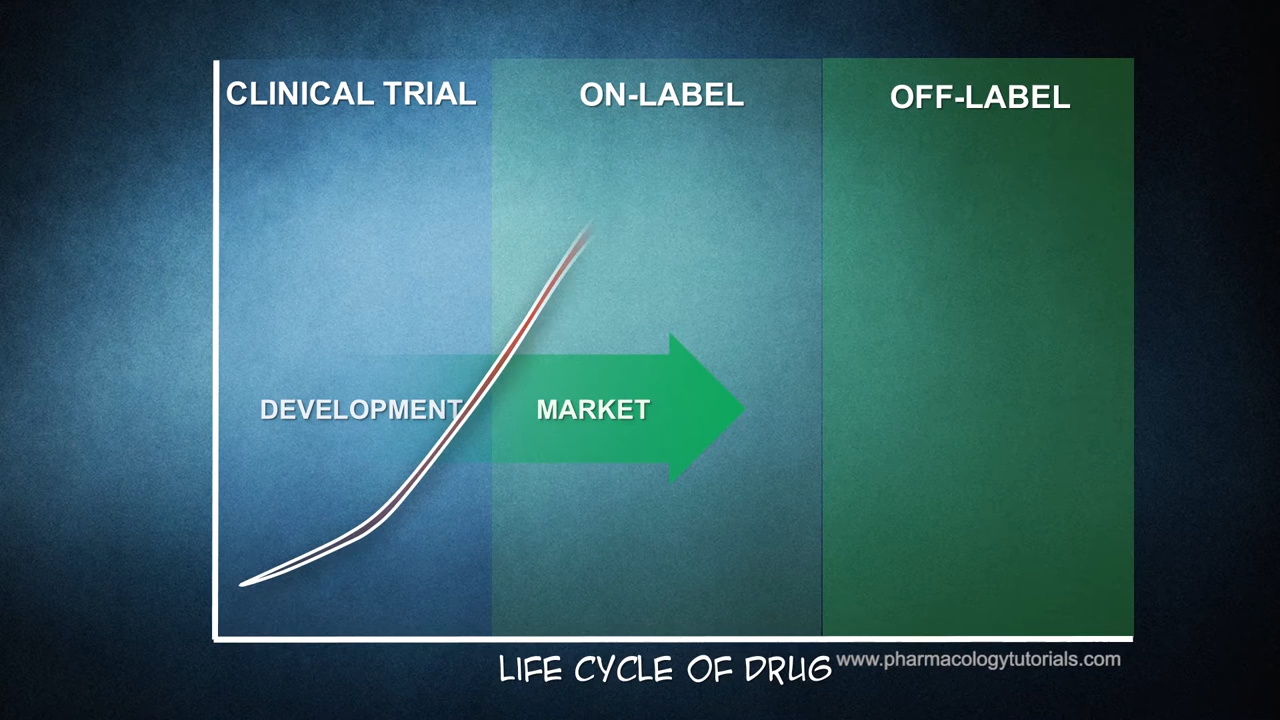 CLINICAL TRIAL
ON-LABEL
OFF-LABEL
DEVELOPMENT
MARKET
LIFE CYCLE OF DRUG
www.pharmacologytutorials.com